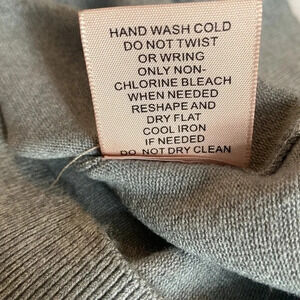 HAND WASH COLD
DO NOT TWIST
OR WRING
ONLY NON-
CHLORINE BLEACH
WHEN NEEDED
RESHAPE AND
DRY FLAT
COOL IRON
IF NEEDED
DO NOT DRY CLEAN